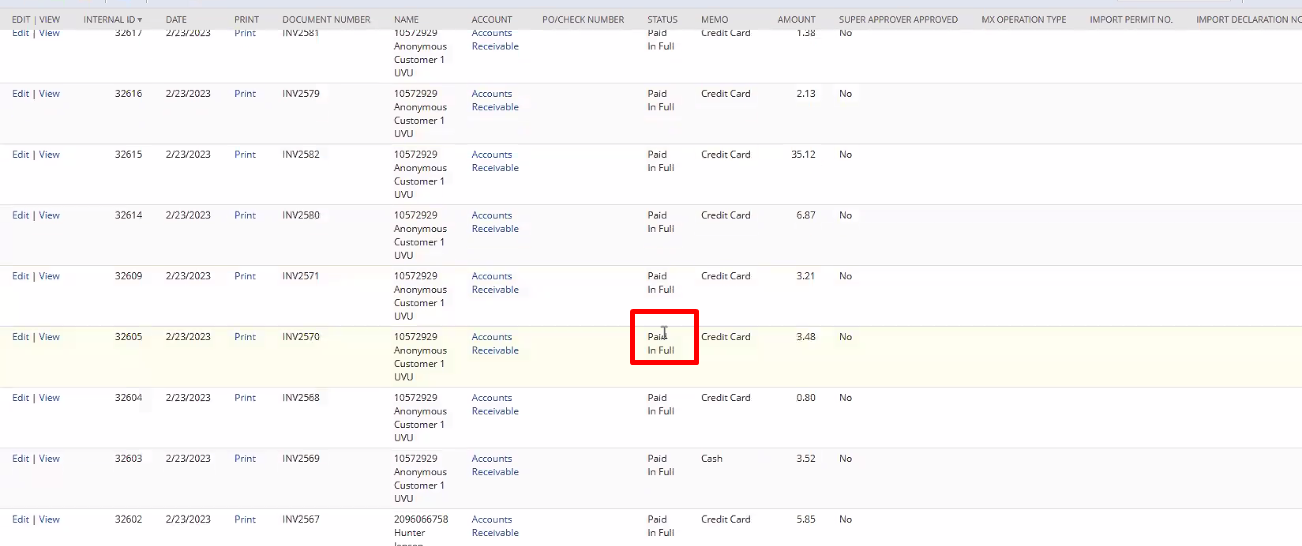 EDIT | VIEW INTERNAL ID ▼ DATE PRINT DOCUMENT NUMBER NAME ACCOUNT PO/CHECK NUMBER STATUS MEMO AMOUNT SUPER APPROVER APPROVED MX OPERATION TYPE IMPORT PERMIT NO. IMPORT DECLARATION NO
Edit | View 32617 2/23/2023 Print INV2581 10572929 Accounts Paid Credit Card 1.38 No
Anonymous Receivable In Full
Customer 1
UVU
Edit | View 32616 2/23/2023 Print INV2579 10572929 Accounts Paid Credit Card 2.13 No
Anonymous Receivable In Full
Customer 1
UVU
Edit | View 32615 2/23/2023 Print INV2582 10572929 Accounts Paid Credit Card 35.12 No
Anonymous Receivable In Full
Customer 1
UVU
Edit | View 32614 2/23/2023 Print INV2580 10572929 Accounts Paid Credit Card 6.87 No
Anonymous Receivable In Full
Customer 1
UVU
Edit | View 32609 2/23/2023 Print INV2571 10572929 Accounts Paid Credit Card 3.21 No
Anonymous Receivable In Full
Customer 1
UVU
Edit | View 32605 2/23/2023 Print INV2570 10572929 Accounts Paid Credit Card 3.48 No
Anonymous Receivable In Full
Customer 1
UVU
Edit | View 32604 2/23/2023 Print INV2568 10572929 Accounts Paid Credit Card 0.80 No
Anonymous Receivable In Full
Customer 1
UVU
Edit | View 32603 2/23/2023 Print INV2569 10572929 Accounts Paid Cash 3.52 No
Anonymous Receivable In Full
Customer 1
UVU
Edit | View 32602 2/23/2023 Print INV2567 2096066758 Accounts Paid Credit Card 5.85 No
Hunter Receivable In Full